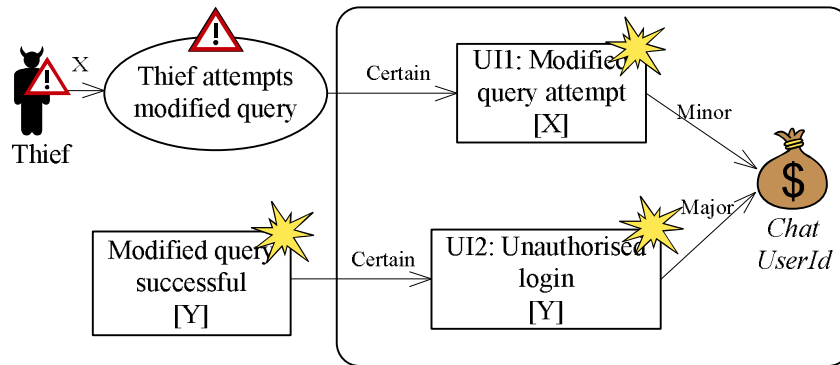 X
Thief attempts
modified query
Certain
UI1: Modified
query attempt
[X]
Minor
Thief
$
Chat
UserId
Modified query
successful
[Y]
Certain
UI2: Unauthorised
login
[Y]
Major